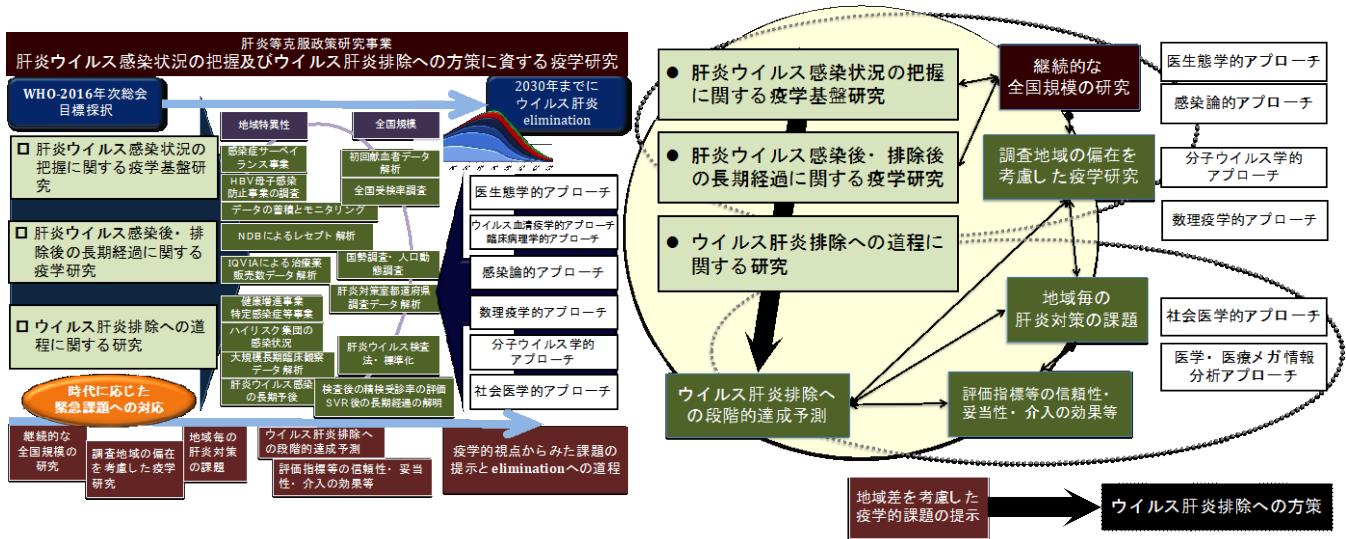 肝炎等克服政策研究事業
肝炎ウイルス感染状況の把握及びウイルス肝炎排除への方策に資する疫学研究
WHO-2016年次総会
目標採択
2030年までに
ウイルス肝炎
elimination
肝炎ウイルス感染状況の
把握に関する疫学基盤研
究
肝炎ウイルス感染後・排
除後の長期経過に関する
疫学研究
ウイルス肝炎排除への道
程に関する研究
時代に応じた
緊急課題への対応
地域特異性
感染症サーベイ
ランス事業
HBV母子感染
防止事業の調査
データの蓄積とモニタリング
NDBによるレセプト解析
IQVIAによる治療薬
販売数データ解析
健康増進事業
特定感染症等事業
ハイリスク集団の
感染状況
大規模長期臨床観察
データ解析
肝炎ウイルス感染
の長期予後
全国規模
初回献血者データ
解析
全国受検率調査
国勢調査・人口動
態調査
肝炎対策室都道府県
調査データ解析
肝炎ウイルス検査
法・標準化
検査後の精検受診率の評価
SVR後の長期経過の解明
医生態学的アプローチ
ウイルス血清疫学的アプローチ
臨床病理学的アプローチ
感染論的アプローチ
数理疫学的アプローチ
分子ウイルス学的
アプローチ
社会医学的アプローチ
継続的な
全国規模の
研究
調査地域の偏在
を考慮した疫学
研究
地域毎の
肝炎対策
の課題
ウイルス肝炎排除へ
の段階的達成予測
評価指標等の信頼性・妥当
性・介入の効果等
疫学的視点からみた課題の
提示とeliminationへの道程
● 肝炎ウイルス感染状況の把握
に関する疫学基盤研究
● 肝炎ウイルス感染後・排除後
の長期経過に関する疫学研究
● ウイルス肝炎排除への道程に
関する研究
継続的な
全国規模の研究
調査地域の偏在を
考慮した疫学研究
地域毎の
肝炎対策の課題
ウイルス肝炎排除へ
の段階的達成予測
評価指標等の信頼性・
妥当性・介入の効果等
医生態学的アプローチ
感染論的アプローチ
分子ウイルス学的
アプローチ
数理疫学的アプローチ
社会医学的アプローチ
医学・医療メガ情報
分析アプローチ
地域差を考慮した
疫学的課題の提示
ウイルス肝炎排除への方策